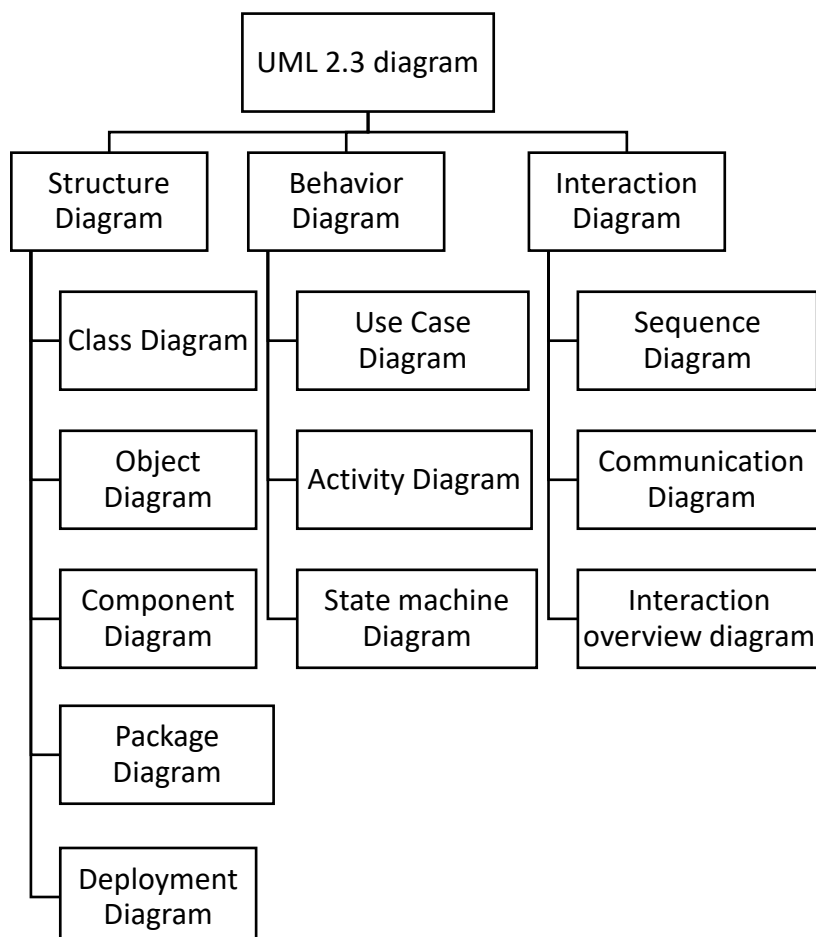 UML 2.3 diagram
Structure
Diagram
Behavior
Diagram
Interaction
Diagram
Class Diagram
Object
Diagram
Component
Diagram
Package
Diagram
Deployment
Diagram
Use Case
Diagram
Activity Diagram
State machine
Diagram
Sequence
Diagram
Communication
Diagram
Interaction
overview diagram